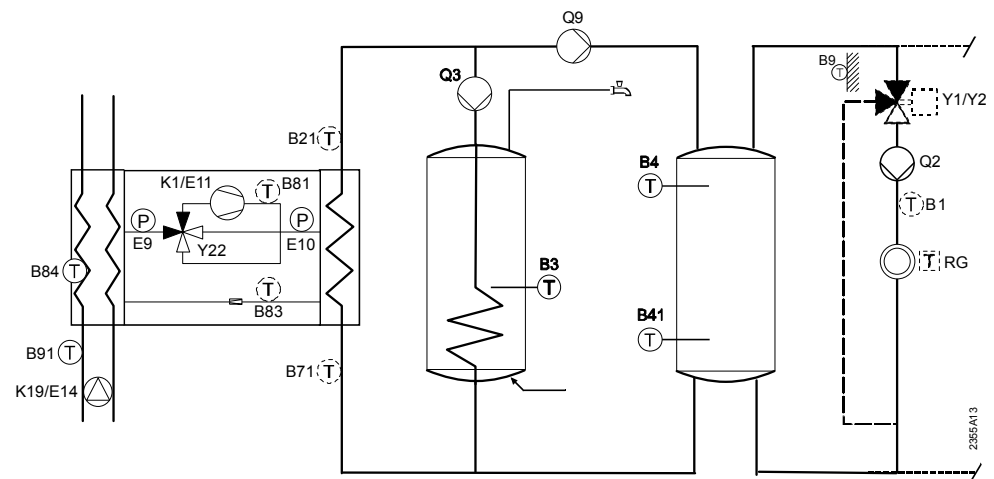 Q9
B9
T
Q3
Y1/Y2
B21 T
B4
T
Q2
K1/E11
T
B81
T B1
P
P
E9
E10
Y22
T RG
B84 T
B3
T
T
B83
B41
T
B91 T
B71 T
K19/E14
2355A13